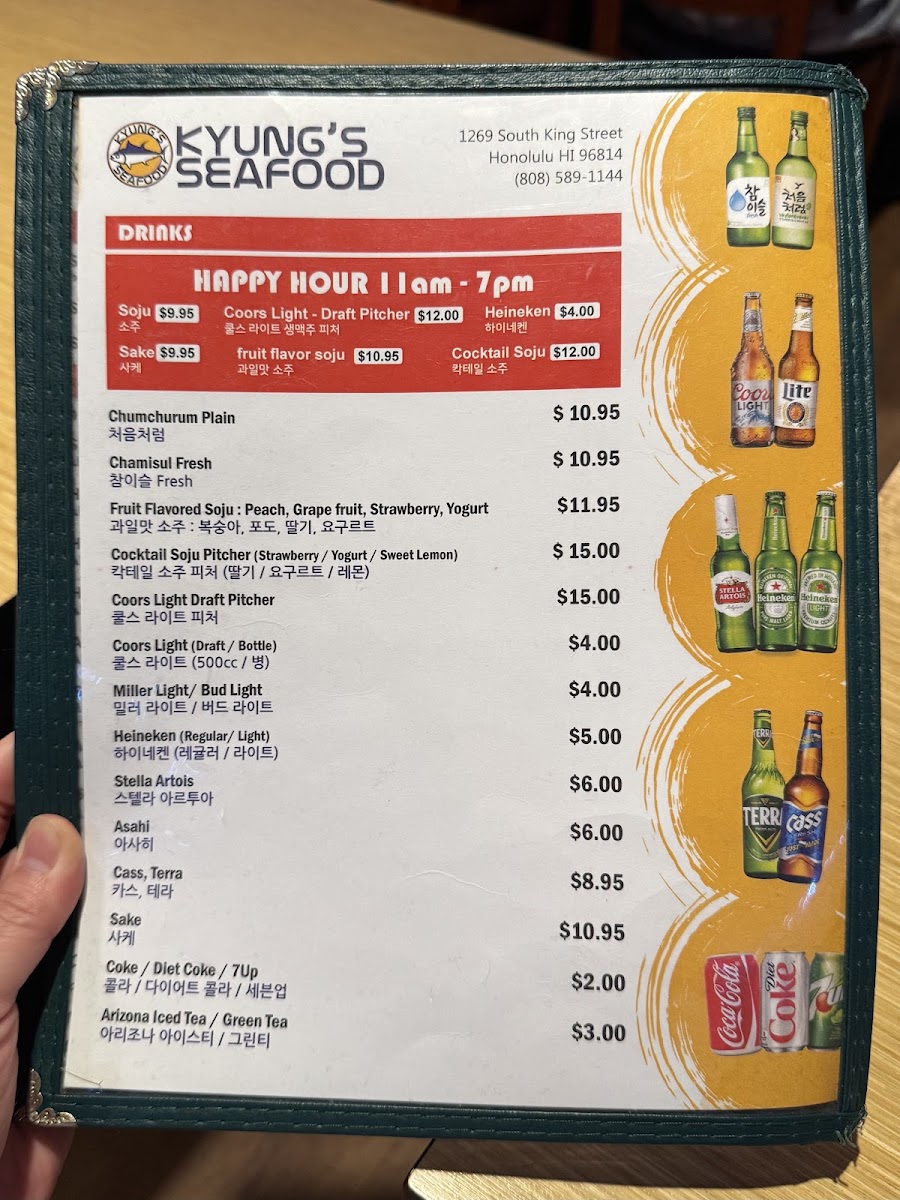 KYUNG'S
SEAFOOD
KYUNG'S
SEAFOOD
1269 South King Street
Honolulu HI 96814
(808) 589-1144
DRINKS
HAPPY HOUR 11am - 7pm
Soju $9.95 Coors Light - Draft Pitcher $12.00 Heineken $4.00
소주 쿨스 라이트 생맥주 피처 하이네켄
Sake $9.95 fruit flavor soju $10.95 Cocktail Soju $12.00
사케 과일맛 소주 칵테일 소주
Chumchurum Plain $ 10.95
처음처럼
Chamisul Fresh $ 10.95
참이슬 Fresh
Fruit Flavored Soju : Peach, Grape fruit, Strawberry, Yogurt $11.95
과일맛 소주 : 복숭아, 포도, 딸기, 요구르트
Cocktail Soju Pitcher (Strawberry / Yogurt / Sweet Lemon) $ 15.00
칵테일 소주 피처 (딸기 / 요구르트 / 레몬)
Coors Light Draft Pitcher $15.00
쿨스 라이트 피처
Coors Light (Draft / Bottle) $4.00
쿨스 라이트 (500cc / 병)
Miller Light/ Bud Light $4.00
밀러 라이트 / 버드 라이트
Heineken (Regular/ Light) $5.00
하이네켄 (레귤러 / 라이트)
Stella Artois $6.00
스텔라 아르투아
Asahi $6.00
아사히
Cass, Terra $8.95
카스, 테라
Sake $10.95
사케
Coke / Diet Coke / 7Up $2.00
콜라 / 다이어트 콜라 / 세븐업
Arizona Iced Tea / Green Tea $3.00
아리조나 아이스티 / 그린티
참이슬
fresh
처음처럼
Coors
LIGHT
Lite
STELLA
ARTOIS
Heineken
Heineken
LIGHT
TERRA
TERRA
Cass
FRESH
Coca-Cola
Diet
Coke
7up